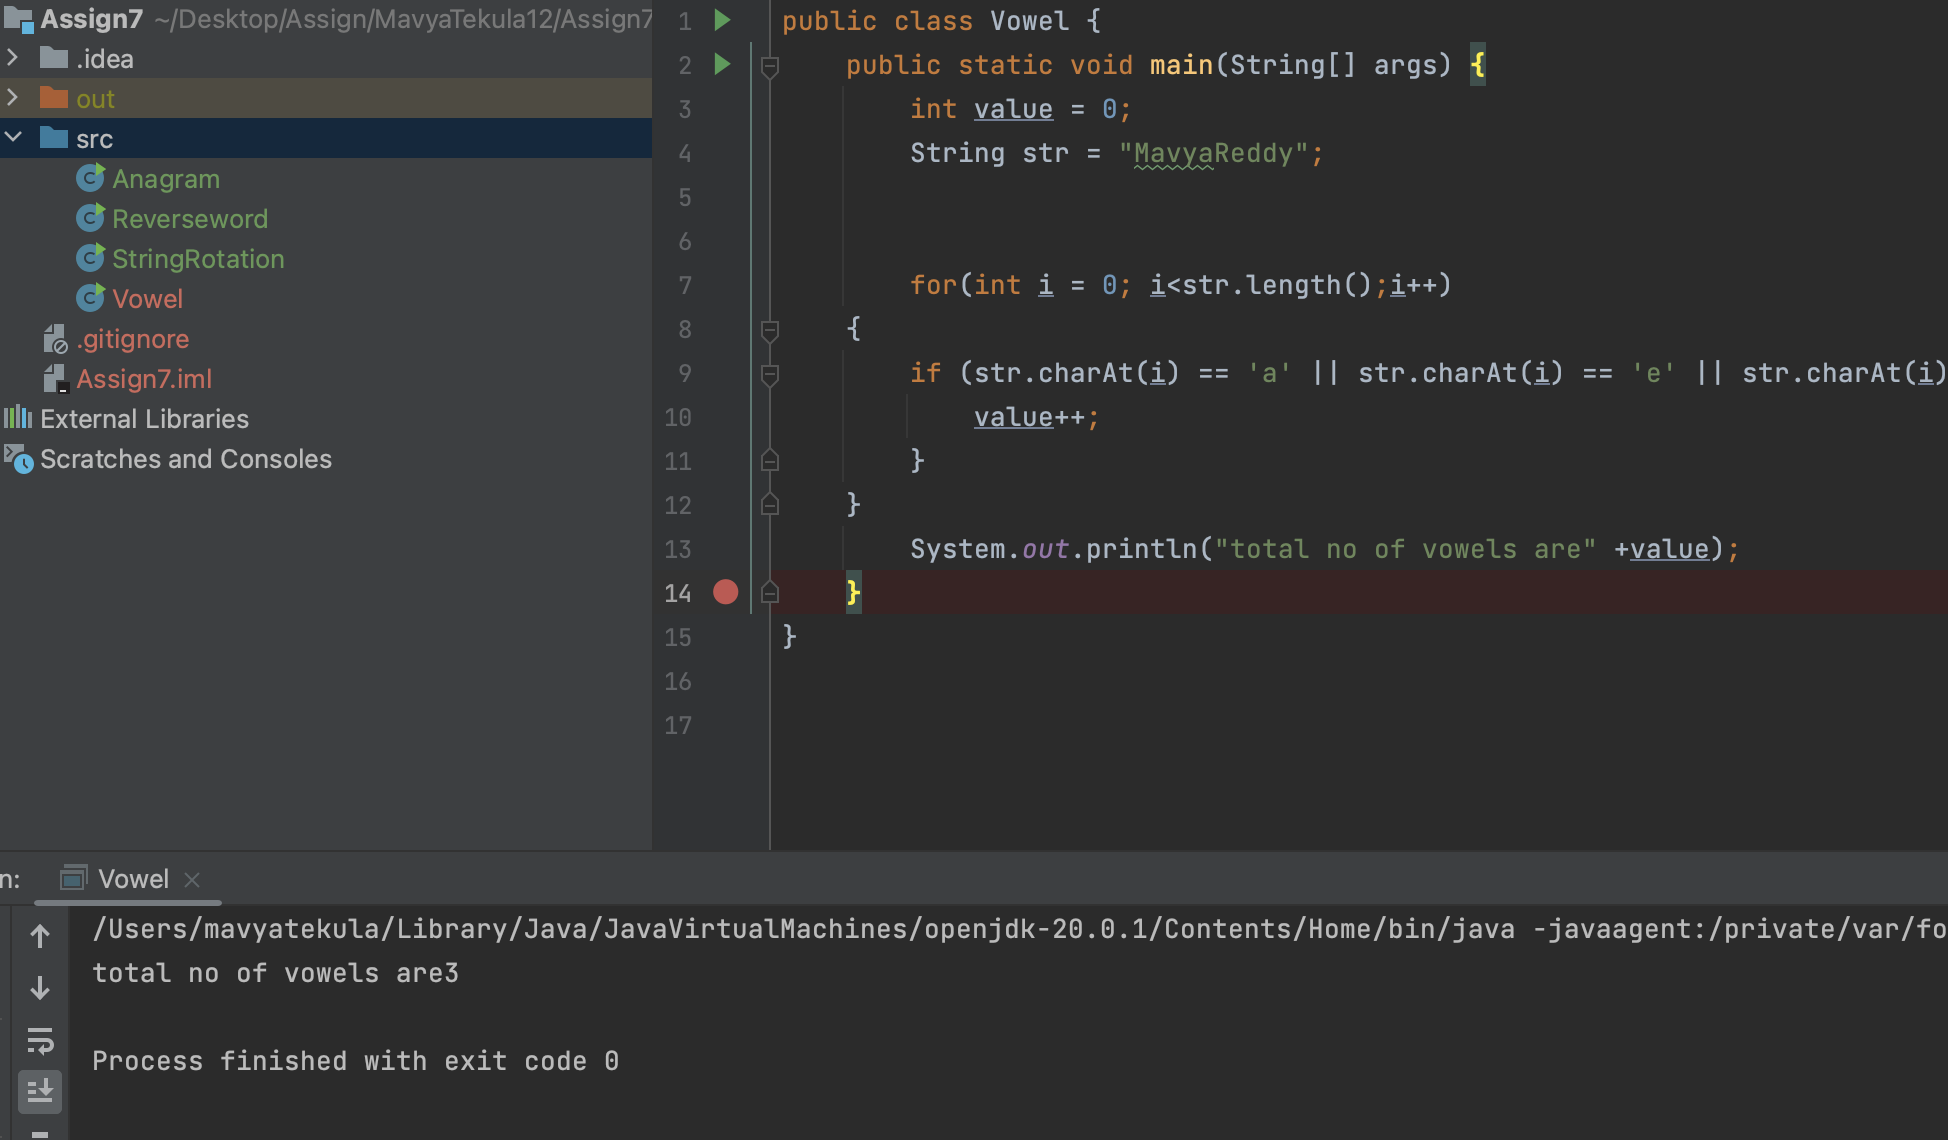 Assign7 ~/Desktop/Assign/MavyaTekula12/Assign7
.idea
out
src
Anagram
Reverseword
StringRotation
Vowel
.gitignore
Assign7.iml
External Libraries
Scratches and Consoles
1 public class Vowel {
2 public static void main(String[] args) {
3 int value = 0;
4 String str = "MavyaReddy";
5
6
7 for(int i = 0; i<str.length();i++)
8 {
9 if (str.charAt(i) == 'a' || str.charAt(i) == 'e' || str.charAt(i)
10 value++;
11 }
12 }
13 System.out.println("total no of vowels are" +value);
14 }
15 }
16
17
n: Vowel
/Users/mavyatekula/Library/Java/JavaVirtualMachines/openjdk-20.0.1/Contents/Home/bin/java -javaagent:/private/var/fo
total no of vowels are3
Process finished with exit code 0